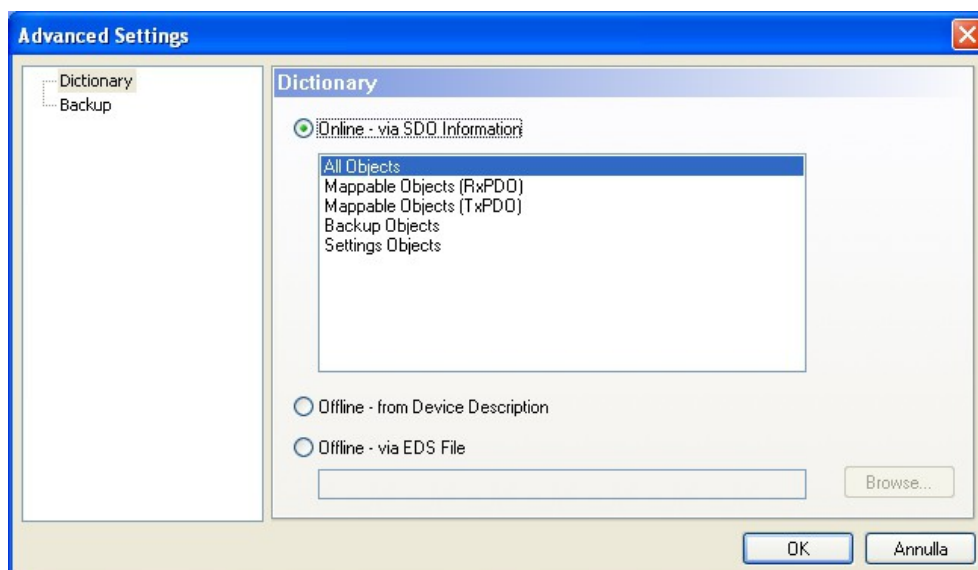 Advanced Settings
Dictionary
Backup
Dictionary
Online - via SDO Information
All Objects
Mappable Objects (RxPDO)
Mappable Objects (TxPDO)
Backup Objects
Settings Objects
Offline - from Device Description
Offline - via EDS File
Browse...
OK
Annulla